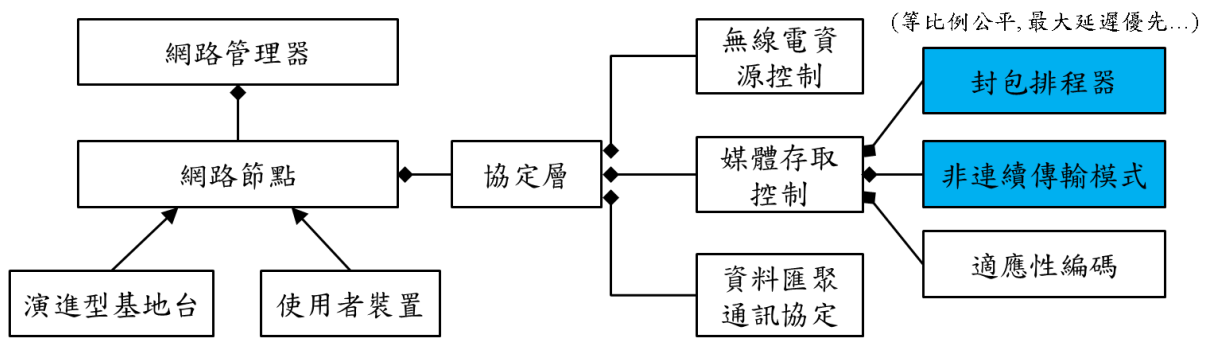 網路管理器
網路節點
演進型基地台
使用者裝置
協定層
無線電資
源控制
媒體存取
控制
資料匯聚
通訊協定
(等比例公平, 最大延遲優先...)
封包排程器
非連續傳輸模式
適應性編碼